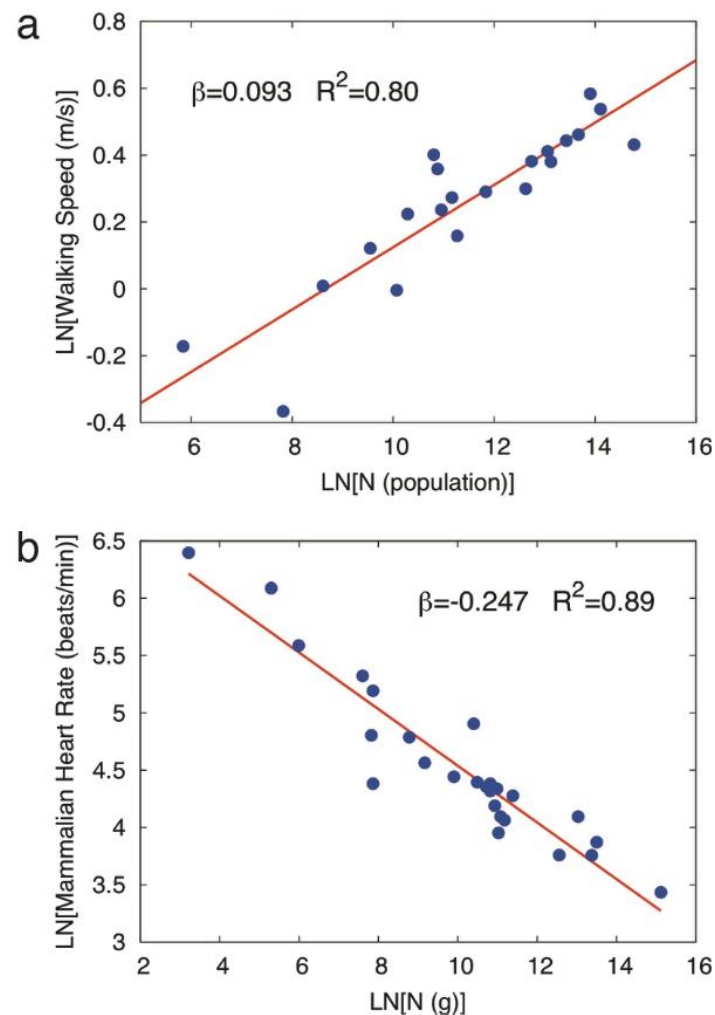 a
0.8
β=0.093 R²=0.80
0.6
0.4
0.2
0
-0.2
-0.4
LN[Walking Speed (m/s)]
6 8 10 12 14 16
LN[N (population)]
b
6.5
β=-0.247 R²=0.89
6
5.5
5
4.5
4
3.5
3
LN[Mammalian Heart Rate (beats/min)]
2 4 6 8 10 12 14 16
LN[N (g)]